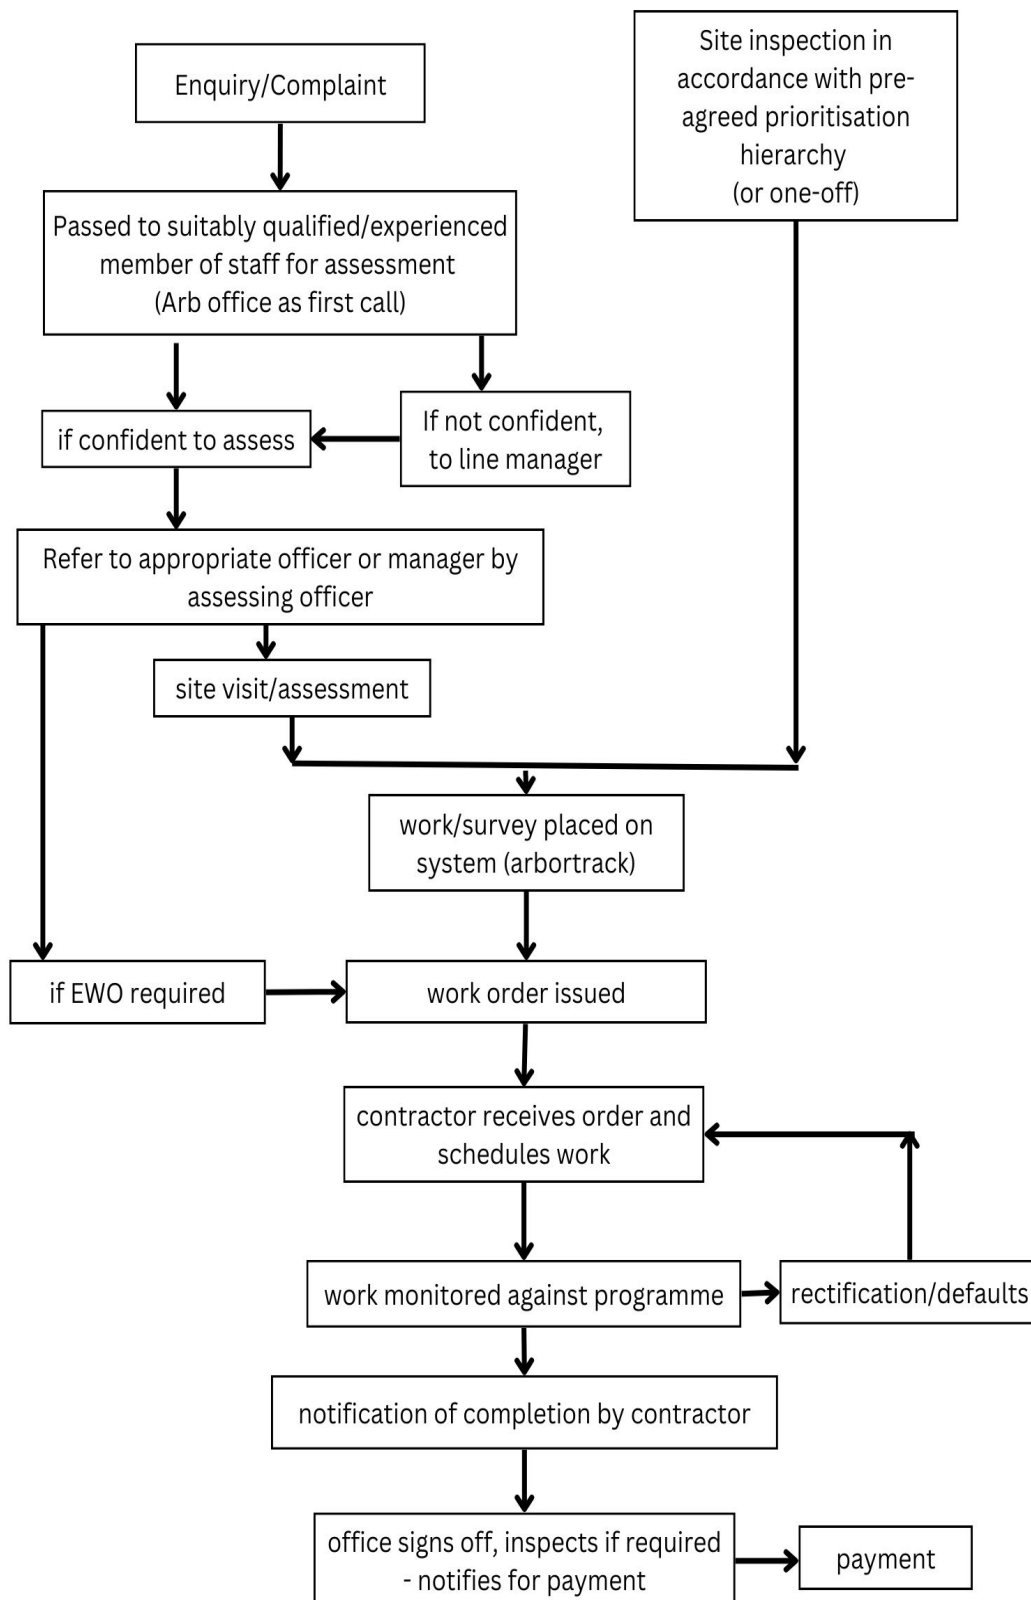 Enquiry/Complaint
Site inspection in
accordance with pre-
agreed prioritisation
hierarchy
(or one-off)
Passed to suitably qualified/experienced
member of staff for assessment
(Arb office as first call)
if confident to assess
If not confident,
to line manager
Refer to appropriate officer or manager by
assessing officer
site visit/assessment
work/survey placed on
system (arbortrack)
if EWO required
work order issued
contractor receives order and
schedules work
work monitored against programme
rectification/defaults
notification of completion by contractor
office signs off, inspects if required
- notifies for payment
payment